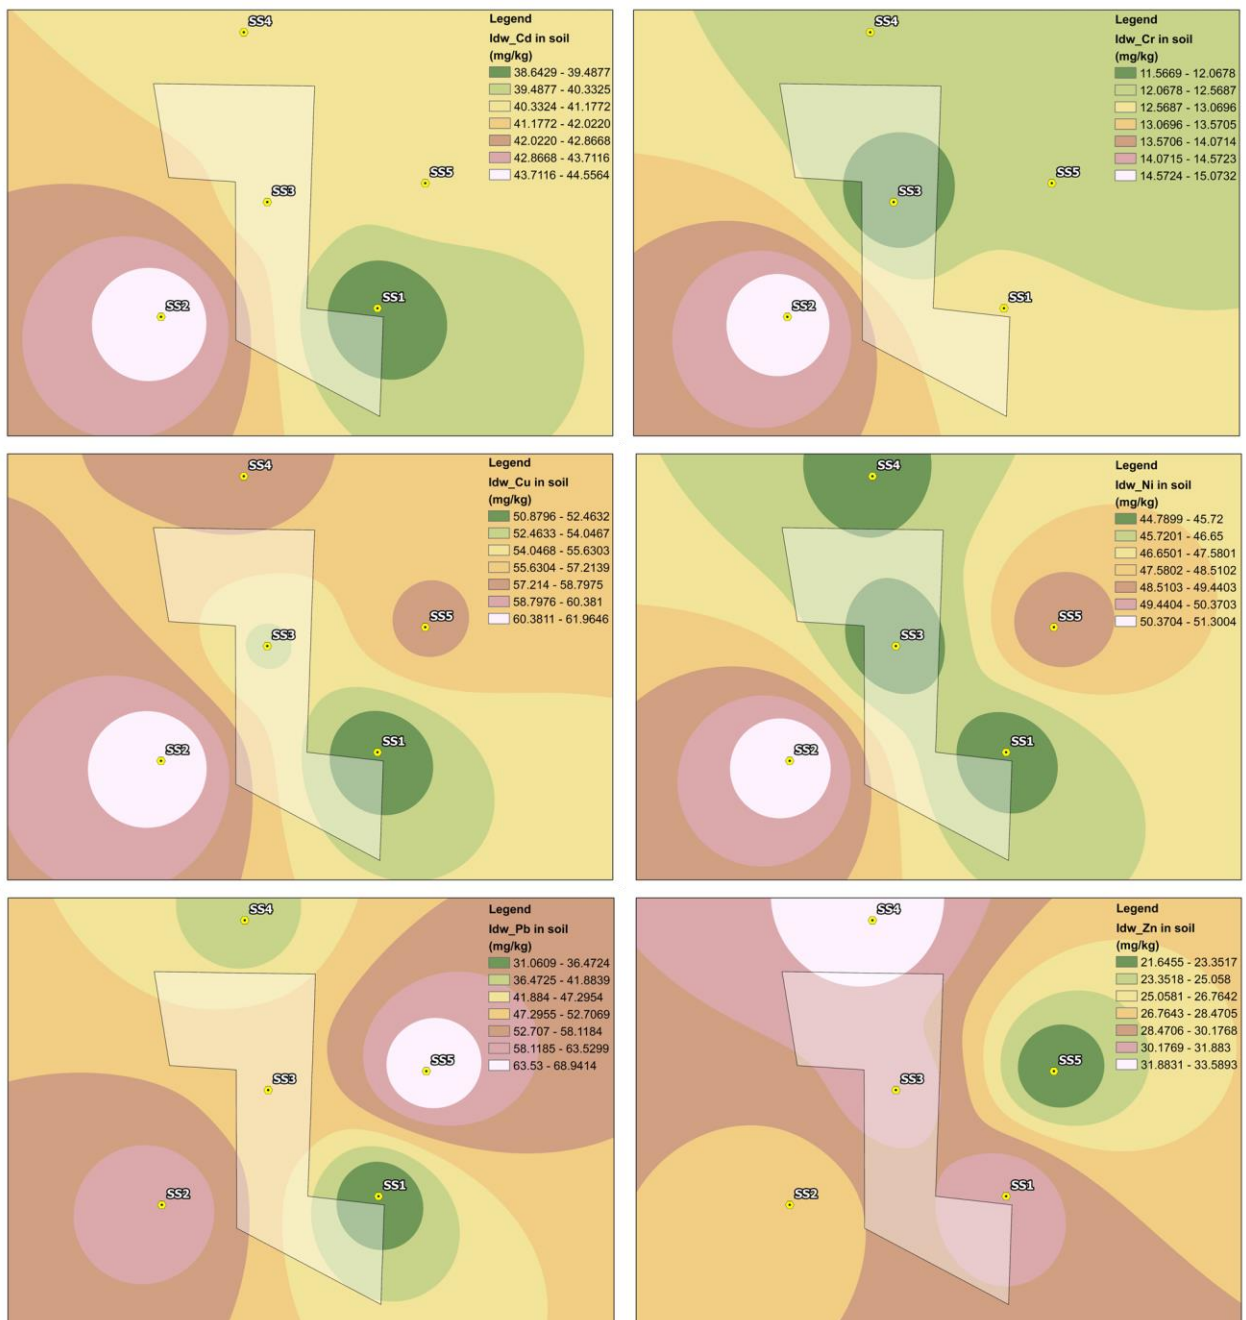 SS4
SS5
SS3
SS2
SS1
Legend
Idw_Cd in soil
(mg/kg)
38.6429 - 39.4877
39.4877 - 40.3325
40.3324 - 41.1772
41.1772 - 42.0220
42.0220 - 42.8668
42.8668 - 43.7116
43.7116 - 44.5564
SS4
SS5
SS3
SS2
SS1
Legend
Idw_Cr in soil
(mg/kg)
11.5669 - 12.0678
12.0678 - 12.5687
12.5687 - 13.0696
13.0696 - 13.5705
13.5706 - 14.0714
14.0715 - 14.5723
14.5724 - 15.0732
SS4
SS5
SS3
SS2
SS1
Legend
Idw_Cu in soil
(mg/kg)
50.8796 - 52.4632
52.4633 - 54.0467
54.0468 - 55.6303
55.6304 - 57.2139
57.214 - 58.7975
58.7976 - 60.381
60.3811 - 61.9646
SS4
SS5
SS3
SS2
SS1
Legend
Idw_Ni in soil
(mg/kg)
44.7899 - 45.72
45.7201 - 46.65
46.6501 - 47.5801
47.5802 - 48.5102
48.5103 - 49.4403
49.4404 - 50.3703
50.3704 - 51.3004
SS4
SS5
SS3
SS2
SS1
Legend
Idw_Pb in soil
(mg/kg)
31.0609 - 36.4724
36.4725 - 41.8839
41.884 - 47.2954
47.2955 - 52.7069
52.707 - 58.1184
58.1185 - 63.5299
63.53 - 68.9414
SS4
SS5
SS3
SS2
SS1
Legend
Idw_Zn in soil
(mg/kg)
21.6455 - 23.3517
23.3518 - 25.058
25.0581 - 26.7642
26.7643 - 28.4705
28.4706 - 30.1768
30.1769 - 31.883
31.8831 - 33.5893